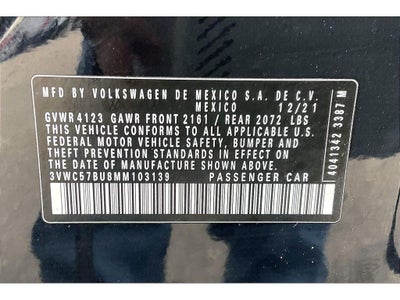 MFD BY VOLKSWAGEN DE MEXICO S.A. DE C.V.
MEXICO 12/21
GVWR 4123 GAWR FRONT 2161 / REAR 2072 LBS
THIS VEHICLE CONFORMS TO ALL APPLICABLE U.S.
FEDERAL MOTOR VEHICLE SAFETY, BUMPER AND
THEFT PREVENTION STANDARDS IN EFFECT
ON THE DATE OF MANUFACTURE SHOWN ABOVE.
3VWC57BU8MM103139 PASSENGER CAR
4041342 3387 M